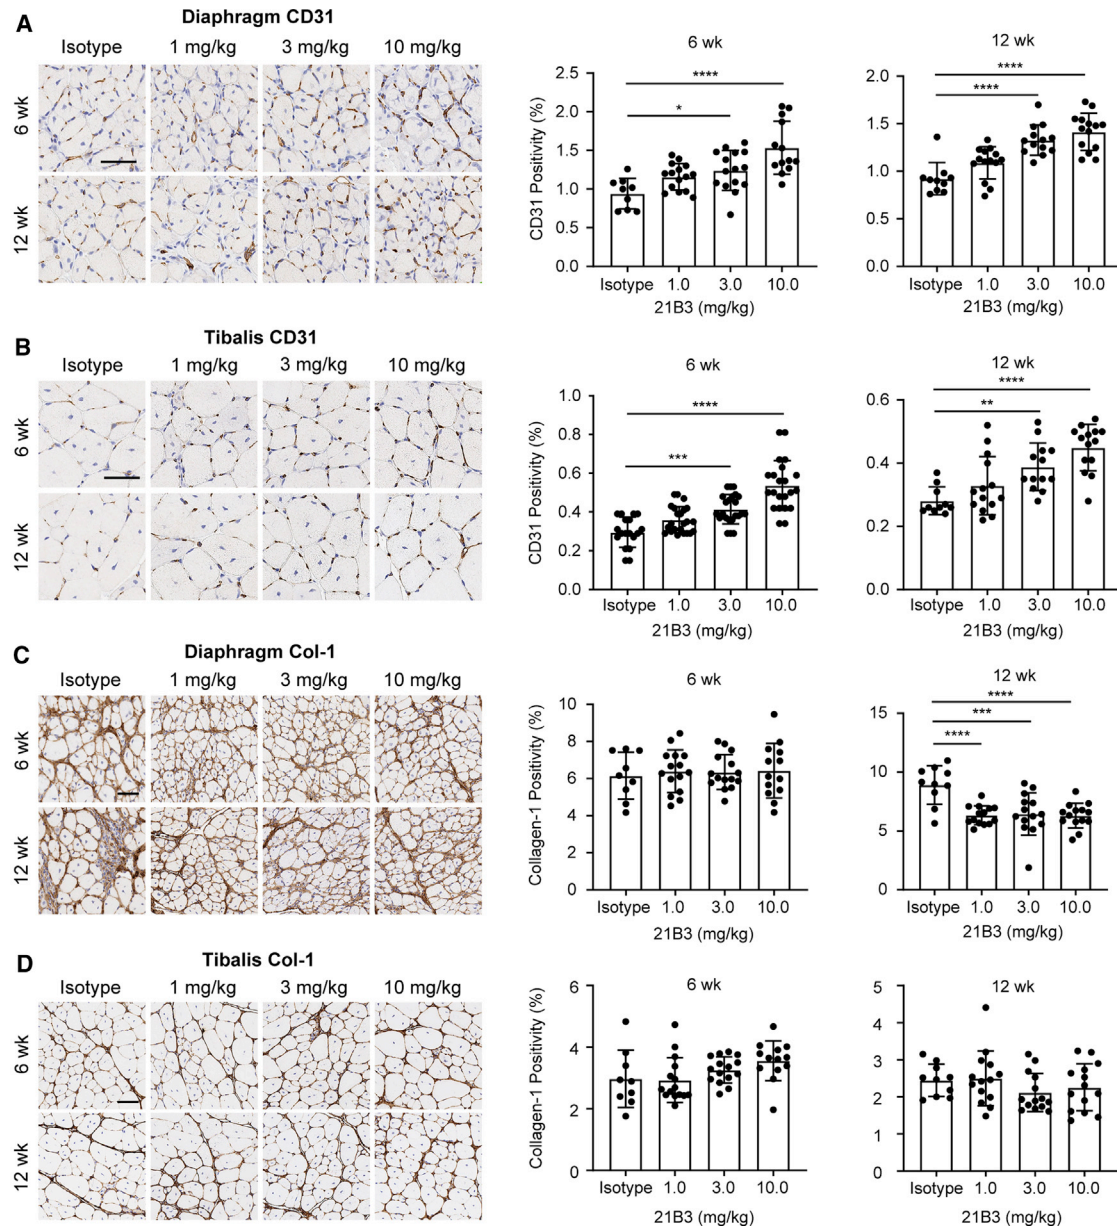 A
Diaphragm CD31
Isotype 1 mg/kg 3 mg/kg 10 mg/kg
6 wk
12 wk
6 wk
CD31 Positivity (%)
2.5
2.0
1.5
1.0
0.5
0.0
****
*
Isotype 1.0 3.0 10.0
21B3 (mg/kg)
12 wk
2.0
1.5
1.0
0.5
0.0
****
****
Isotype 1.0 3.0 10.0
21B3 (mg/kg)
B
Tibalis CD31
Isotype 1 mg/kg 3 mg/kg 10 mg/kg
6 wk
12 wk
6 wk
CD31 Positivity (%)
1.0
0.8
0.6
0.4
0.2
0.0
****
***
Isotype 1.0 3.0 10.0
21B3 (mg/kg)
12 wk
0.6
0.4
0.2
0.0
****
**
Isotype 1.0 3.0 10.0
21B3 (mg/kg)
C
Diaphragm Col-1
Isotype 1 mg/kg 3 mg/kg 10 mg/kg
6 wk
12 wk
6 wk
Collagen-1 Positivity (%)
10
8
6
4
2
0
Isotype 1.0 3.0 10.0
21B3 (mg/kg)
12 wk
15
10
5
0
****
***
****
Isotype 1.0 3.0 10.0
21B3 (mg/kg)
D
Tibalis Col-1
Isotype 1 mg/kg 3 mg/kg 10 mg/kg
6 wk
12 wk
6 wk
Collagen-1 Positivity (%)
6
4
2
0
Isotype 1.0 3.0 10.0
21B3 (mg/kg)
12 wk
5
4
3
2
1
0
Isotype 1.0 3.0 10.0
21B3 (mg/kg)